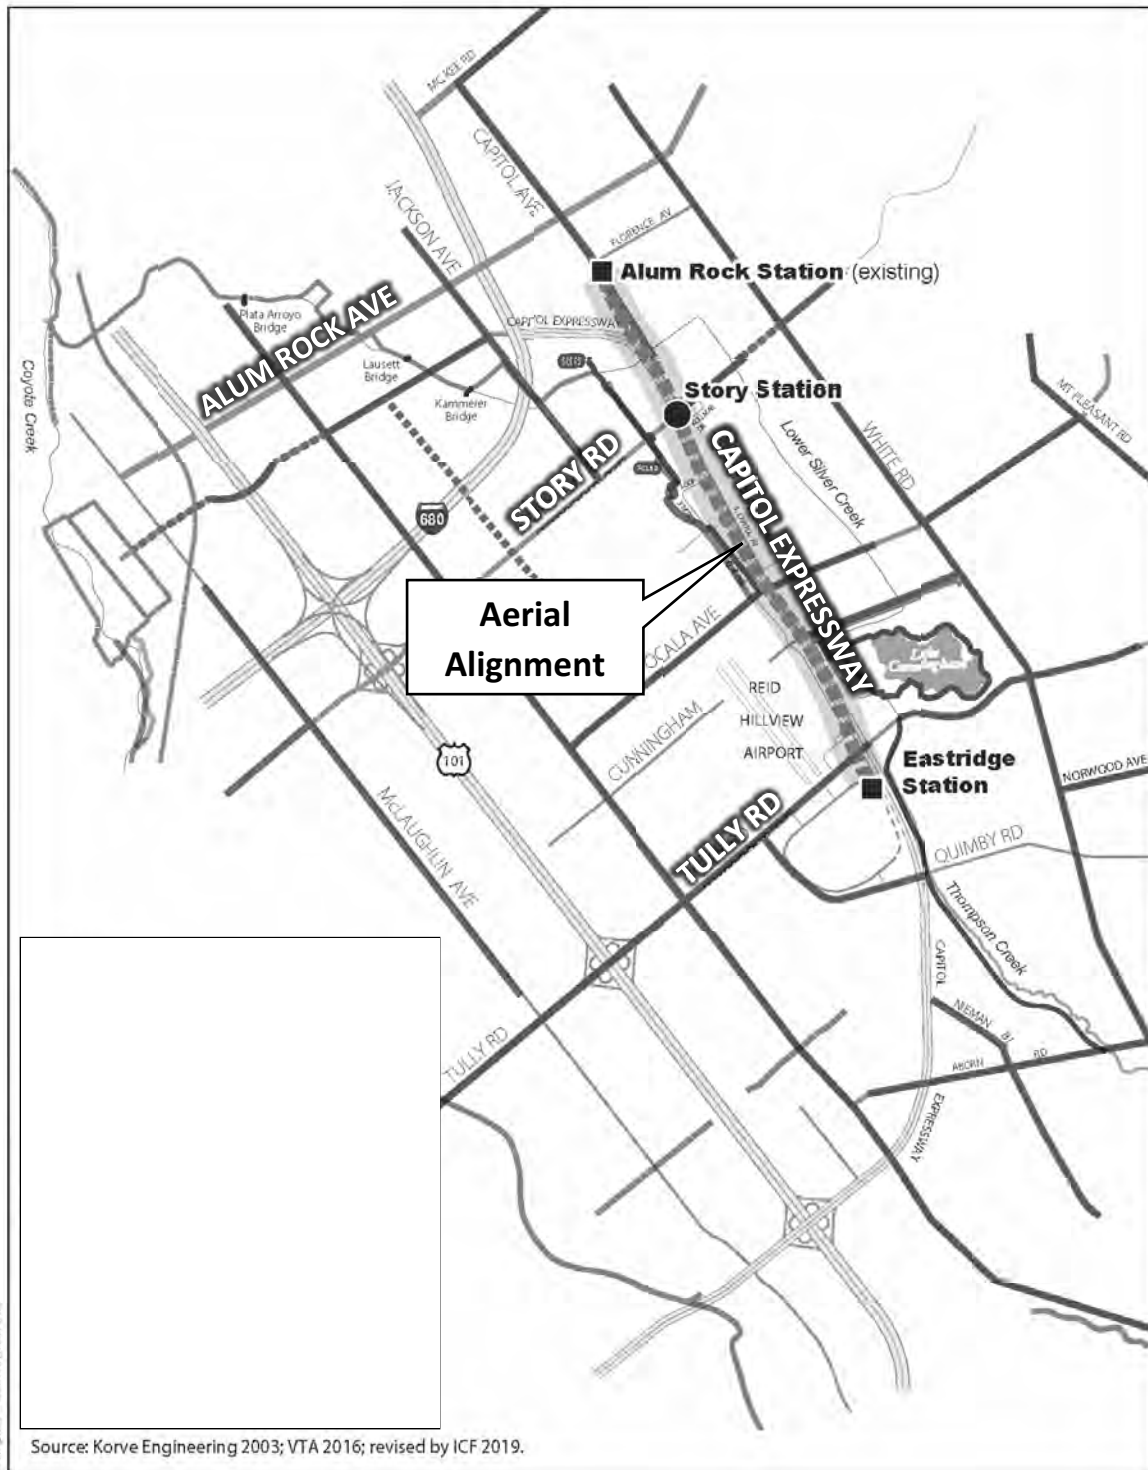 MC KEE RD
CAPITOL AVE
JACKSON AVE
FLORENCE AV
Alum Rock Station (existing)
Plata Arroyo
Bridge
ALUM ROCK AVE
CAPITOL EXPRESSWAY
Lausett
Bridge
Kammerer
Bridge
Coyote Creek
Story Station
MT PLEASANT RD
WHITE RD
Lower Silver Creek
STORY RD
CAPITOL EXPRESSWAY
680
Aerial
Alignment
OCALA AVE
Lake
Cunningham
REID
HILLVIEW
AIRPORT
CUNNINGHAM
101
Eastridge
Station
NORWOOD AVE
McLAUGHLIN AVE
TULLY RD
QUIMBY RD
Thompson Creek
CAPITOL
NIEMAN
ABORN RD
TULLY RD
EXPRESSWAY
Source: Korve Engineering 2003; VTA 2016; revised by ICF 2019.